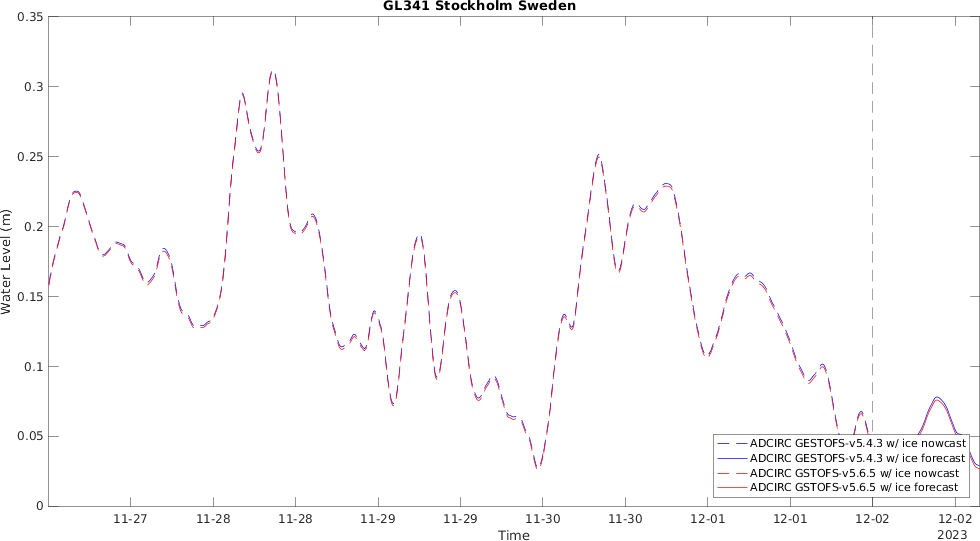 GL341 Stockholm Sweden
0.35
0.3
0.25
0.2
0.15
0.1
0.05
0
Water Level (m)
ADCIRC GESTOFS-v5.4.3 w/ ice nowcast
ADCIRC GESTOFS-v5.4.3 w/ ice forecast
ADCIRC GSTOFS-v5.6.5 w/ ice nowcast
ADCIRC GSTOFS-v5.6.5 w/ ice forecast
11-27 11-28 11-28 11-29 11-29 11-30 11-30 12-01 12-01 12-02 12-02
Time 2023